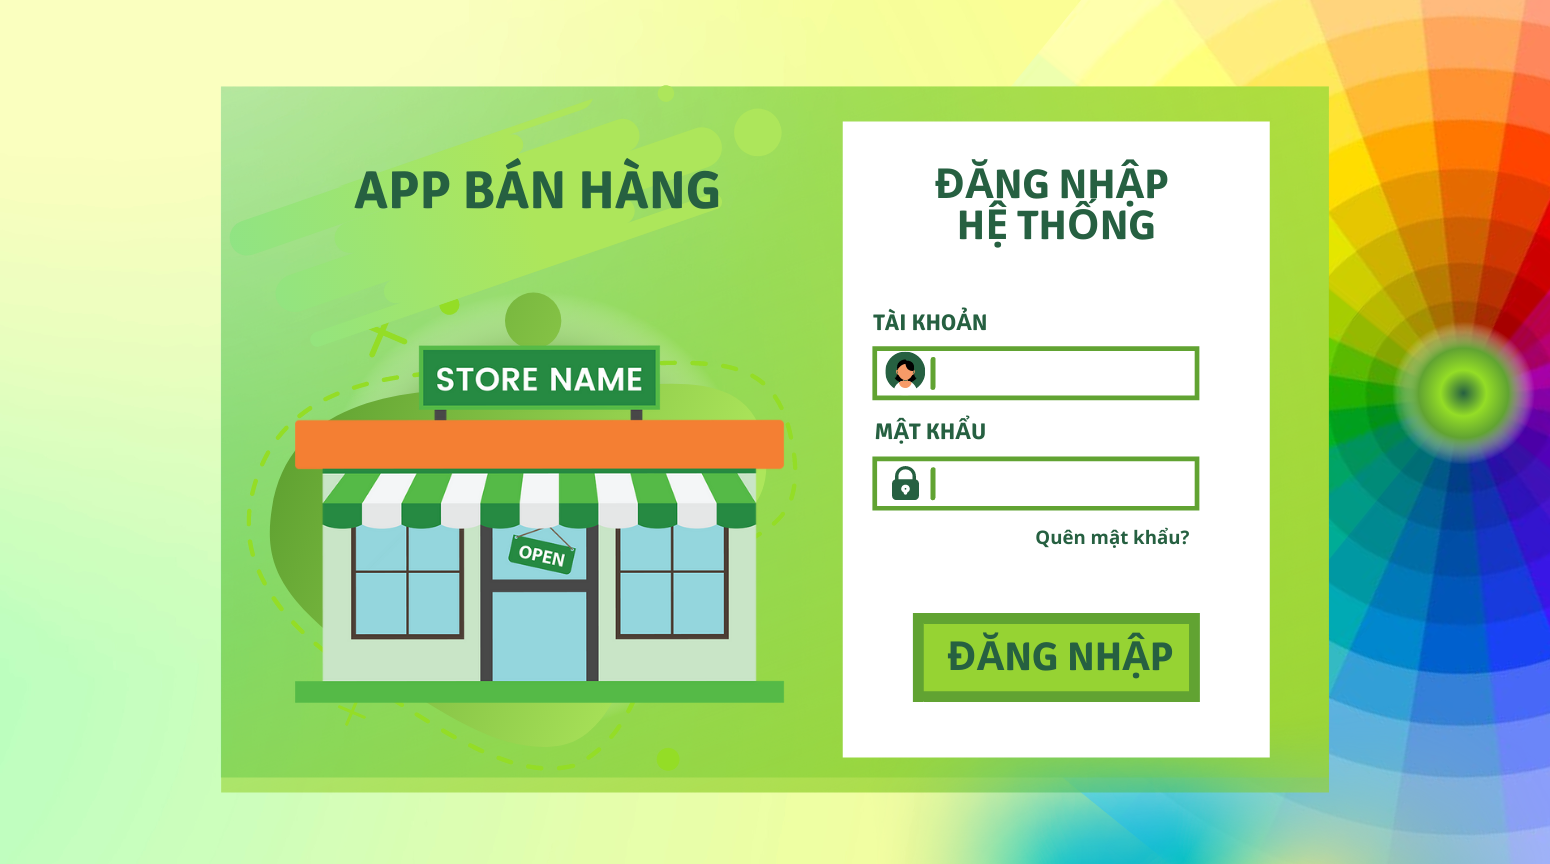 APP BÁN HÀNG
STORE NAME
OPEN
ĐĂNG NHẬP
HỆ THỐNG
TÀI KHOẢN
MẬT KHẨU
Quên mật khẩu?
ĐĂNG NHẬP